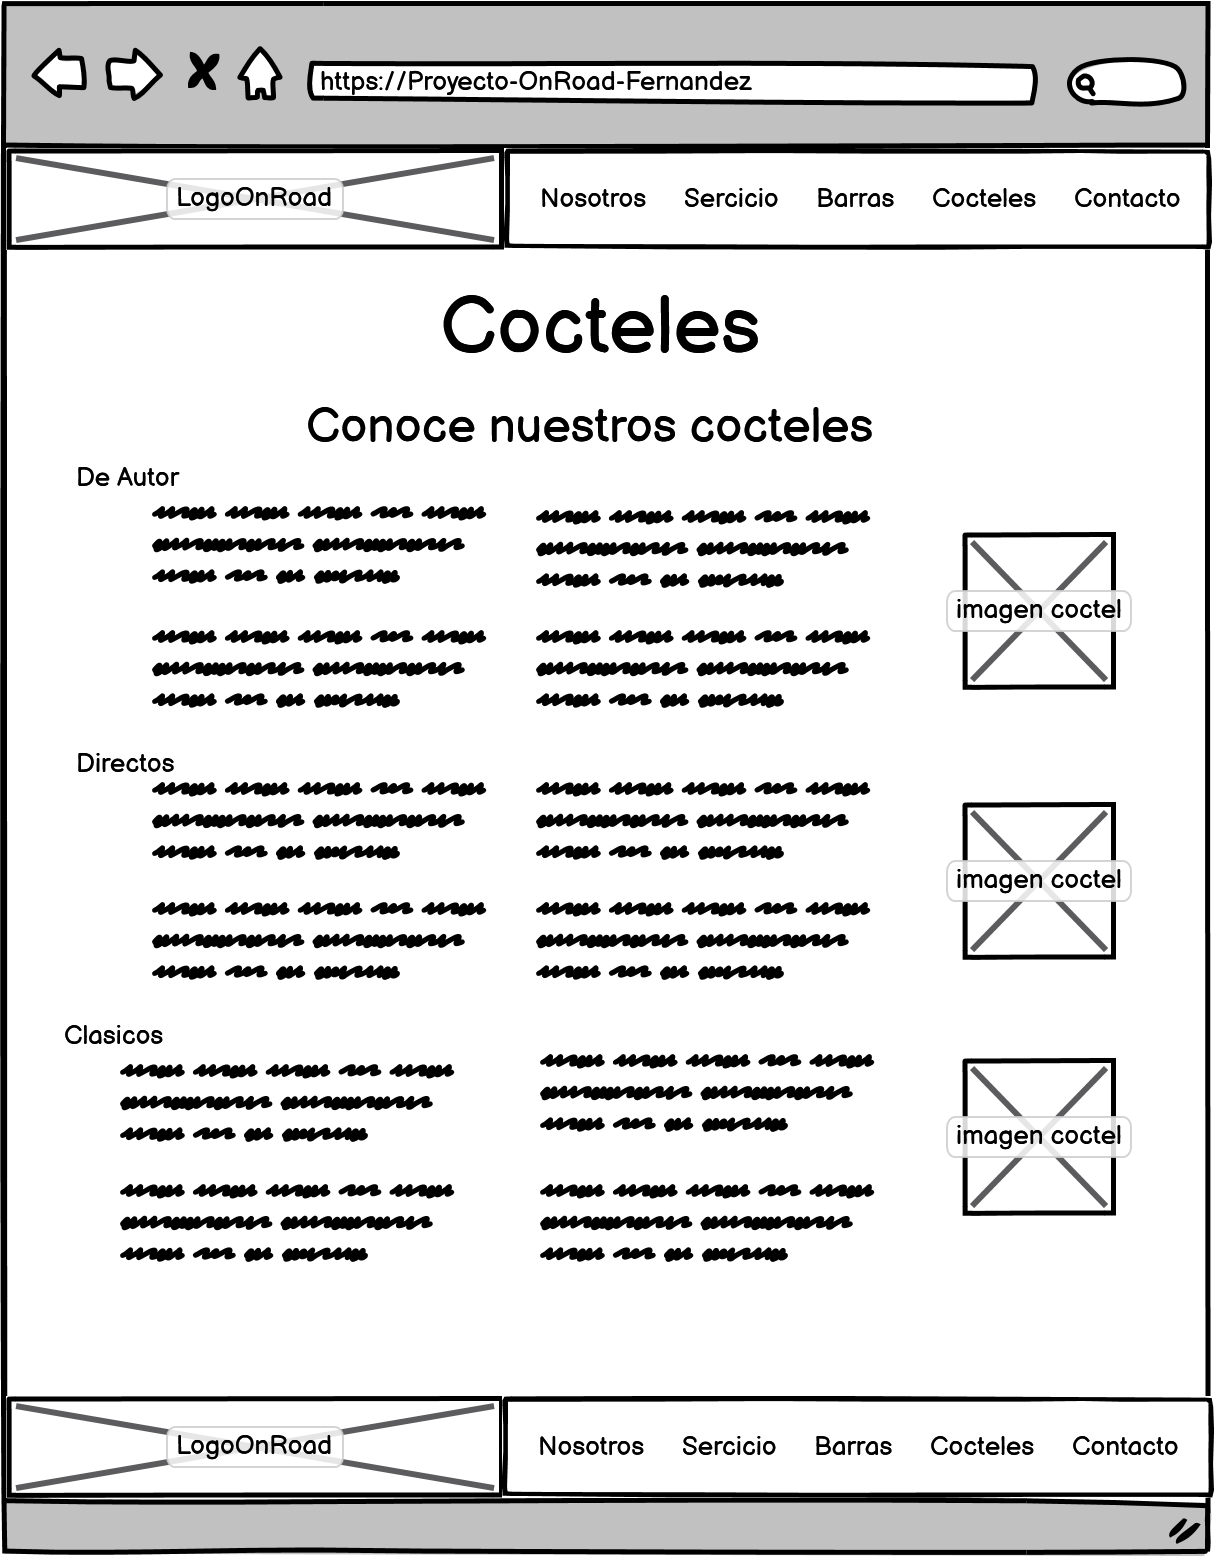 https://Proyecto-OnRoad-Fernandez
LogoOnRoad
Nosotros Sercicio Barras Cocteles Contacto
Cocteles
Conoce nuestros cocteles
De Autor
imagen coctel
Directos
imagen coctel
Clasicos
imagen coctel
LogoOnRoad
Nosotros Sercicio Barras Cocteles Contacto